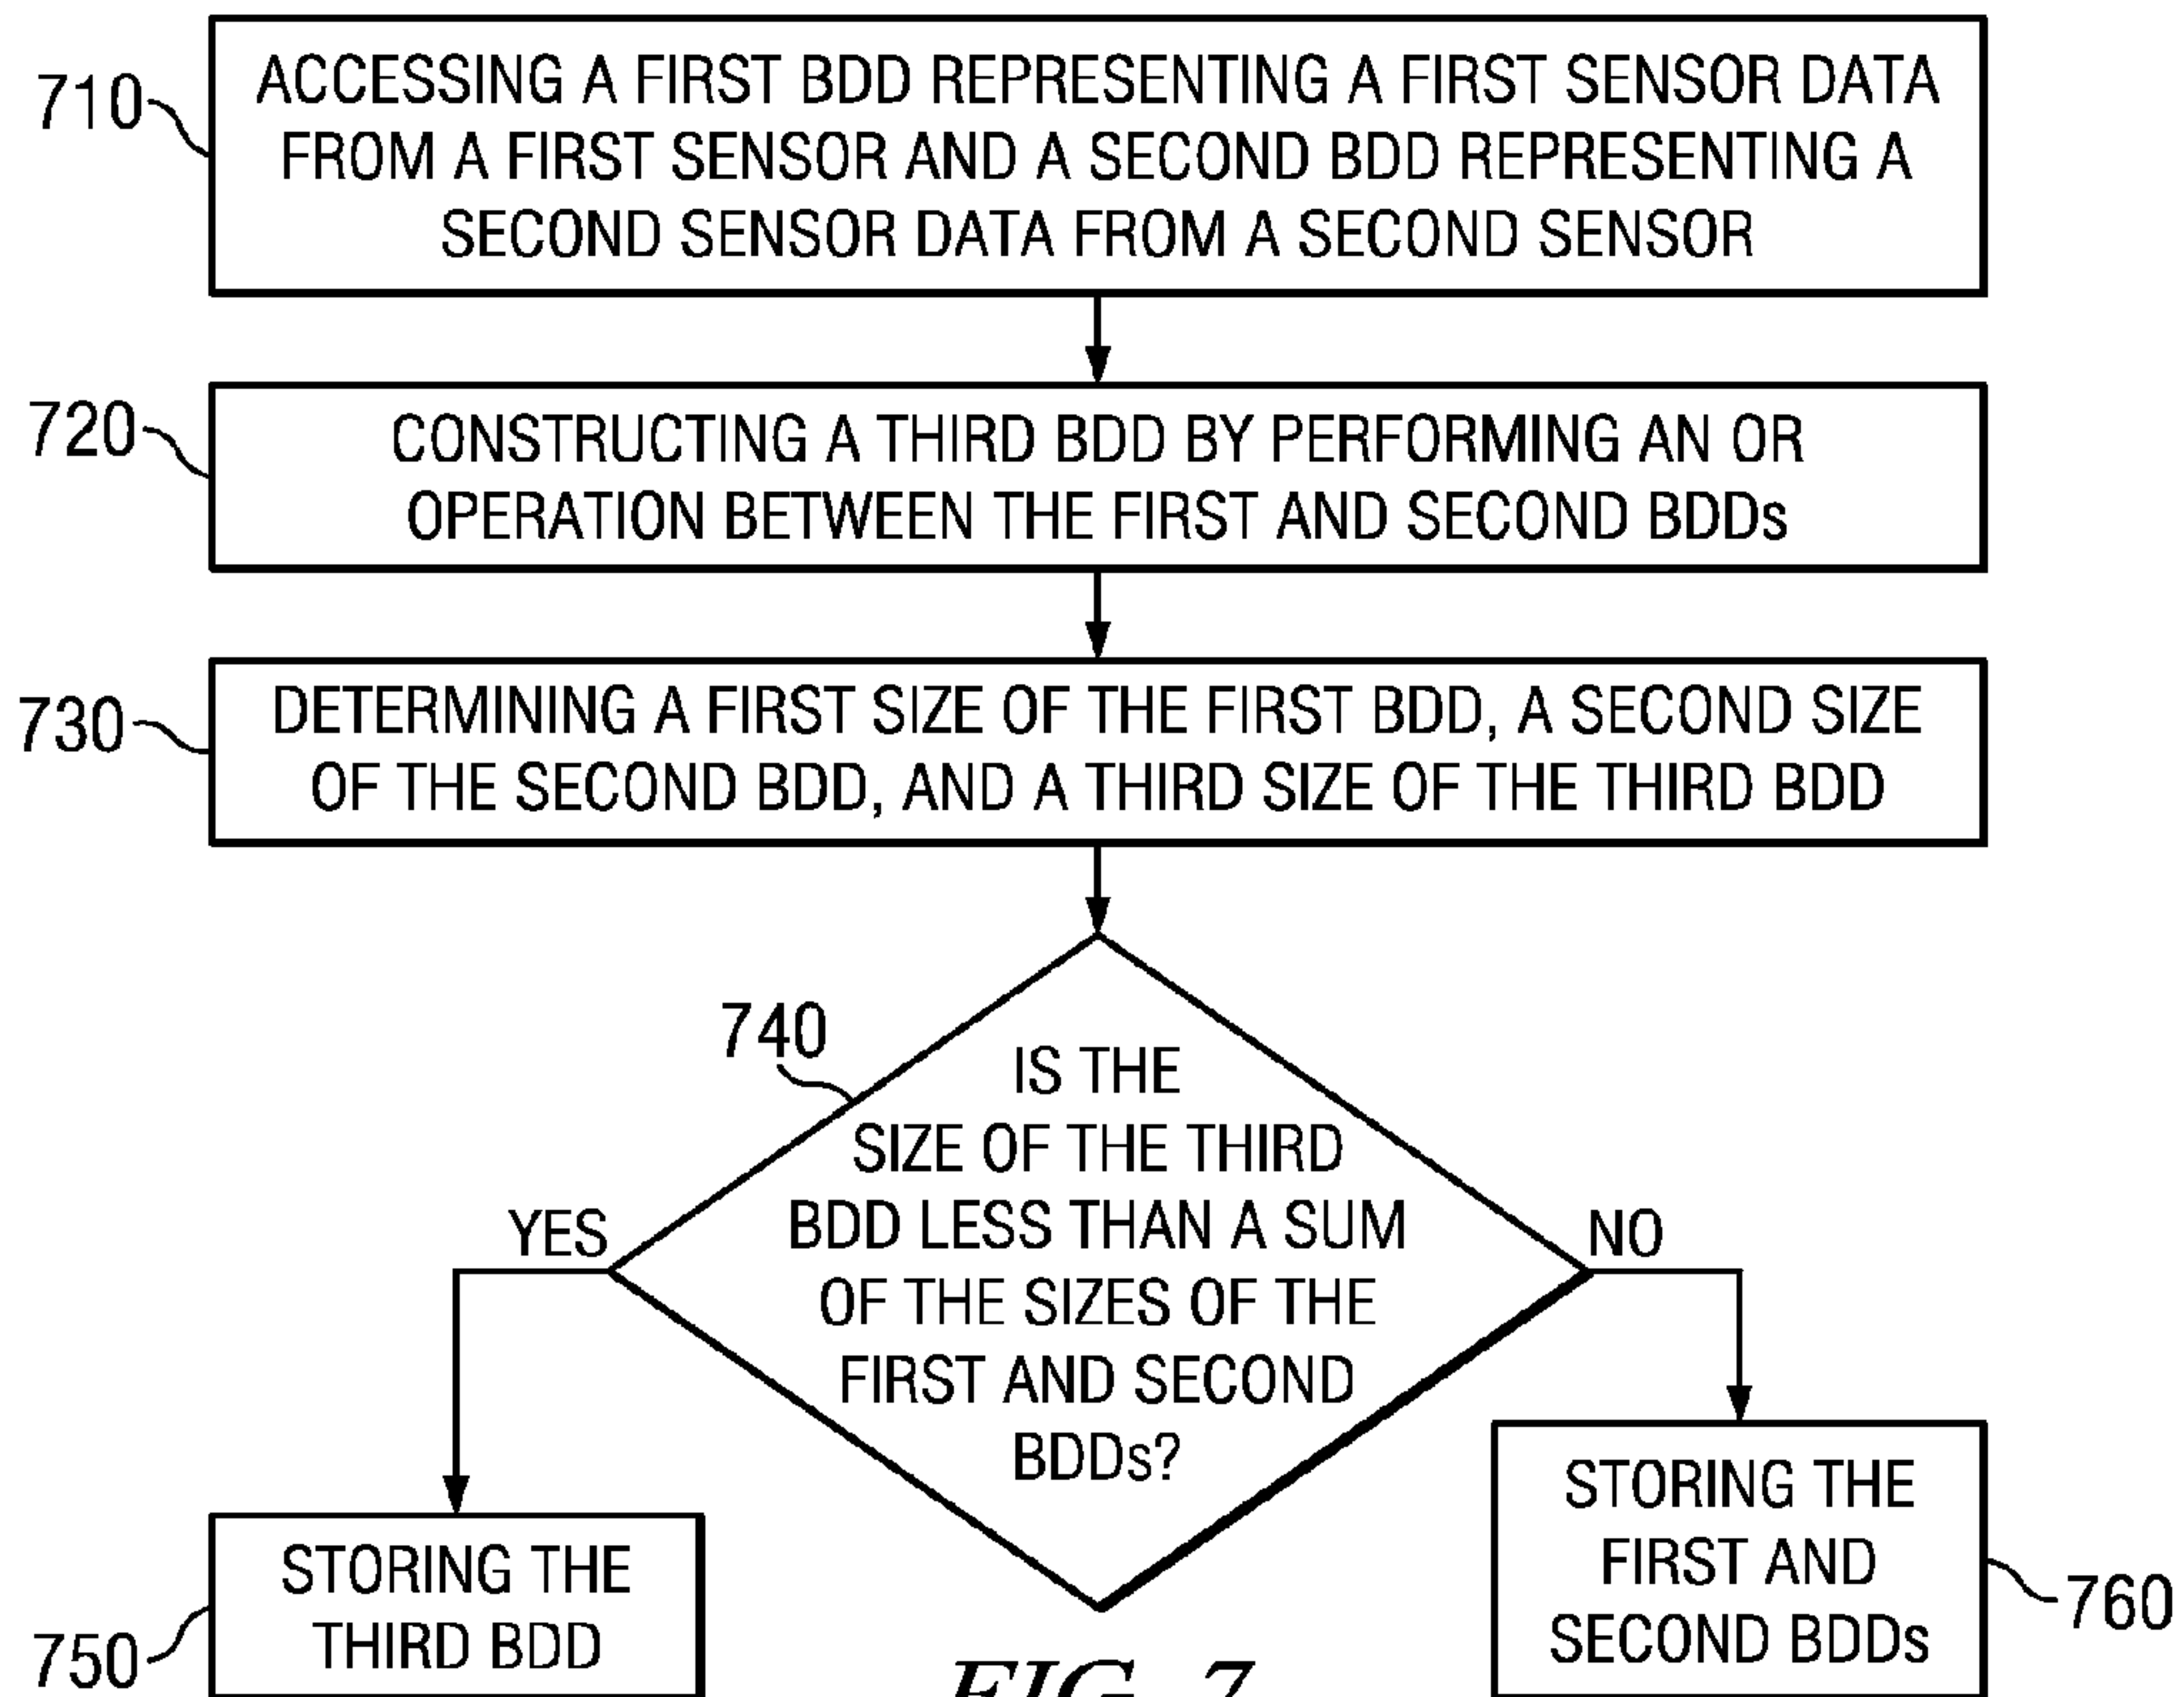 710
ACCESSING A FIRST BDD REPRESENTING A FIRST SENSOR DATA
FROM A FIRST SENSOR AND A SECOND BDD REPRESENTING A
SECOND SENSOR DATA FROM A SECOND SENSOR
720
CONSTRUCTING A THIRD BDD BY PERFORMING AN OR
OPERATION BETWEEN THE FIRST AND SECOND BDDs
730
DETERMINING A FIRST SIZE OF THE FIRST BDD, A SECOND SIZE
OF THE SECOND BDD, AND A THIRD SIZE OF THE THIRD BDD
740
IS THE
SIZE OF THE THIRD
BDD LESS THAN A SUM
OF THE SIZES OF THE
FIRST AND SECOND
BDDs?
YES
NO
STORING THE
THIRD BDD
750
STORING THE
FIRST AND
SECOND BDDs
760
FIG. 7